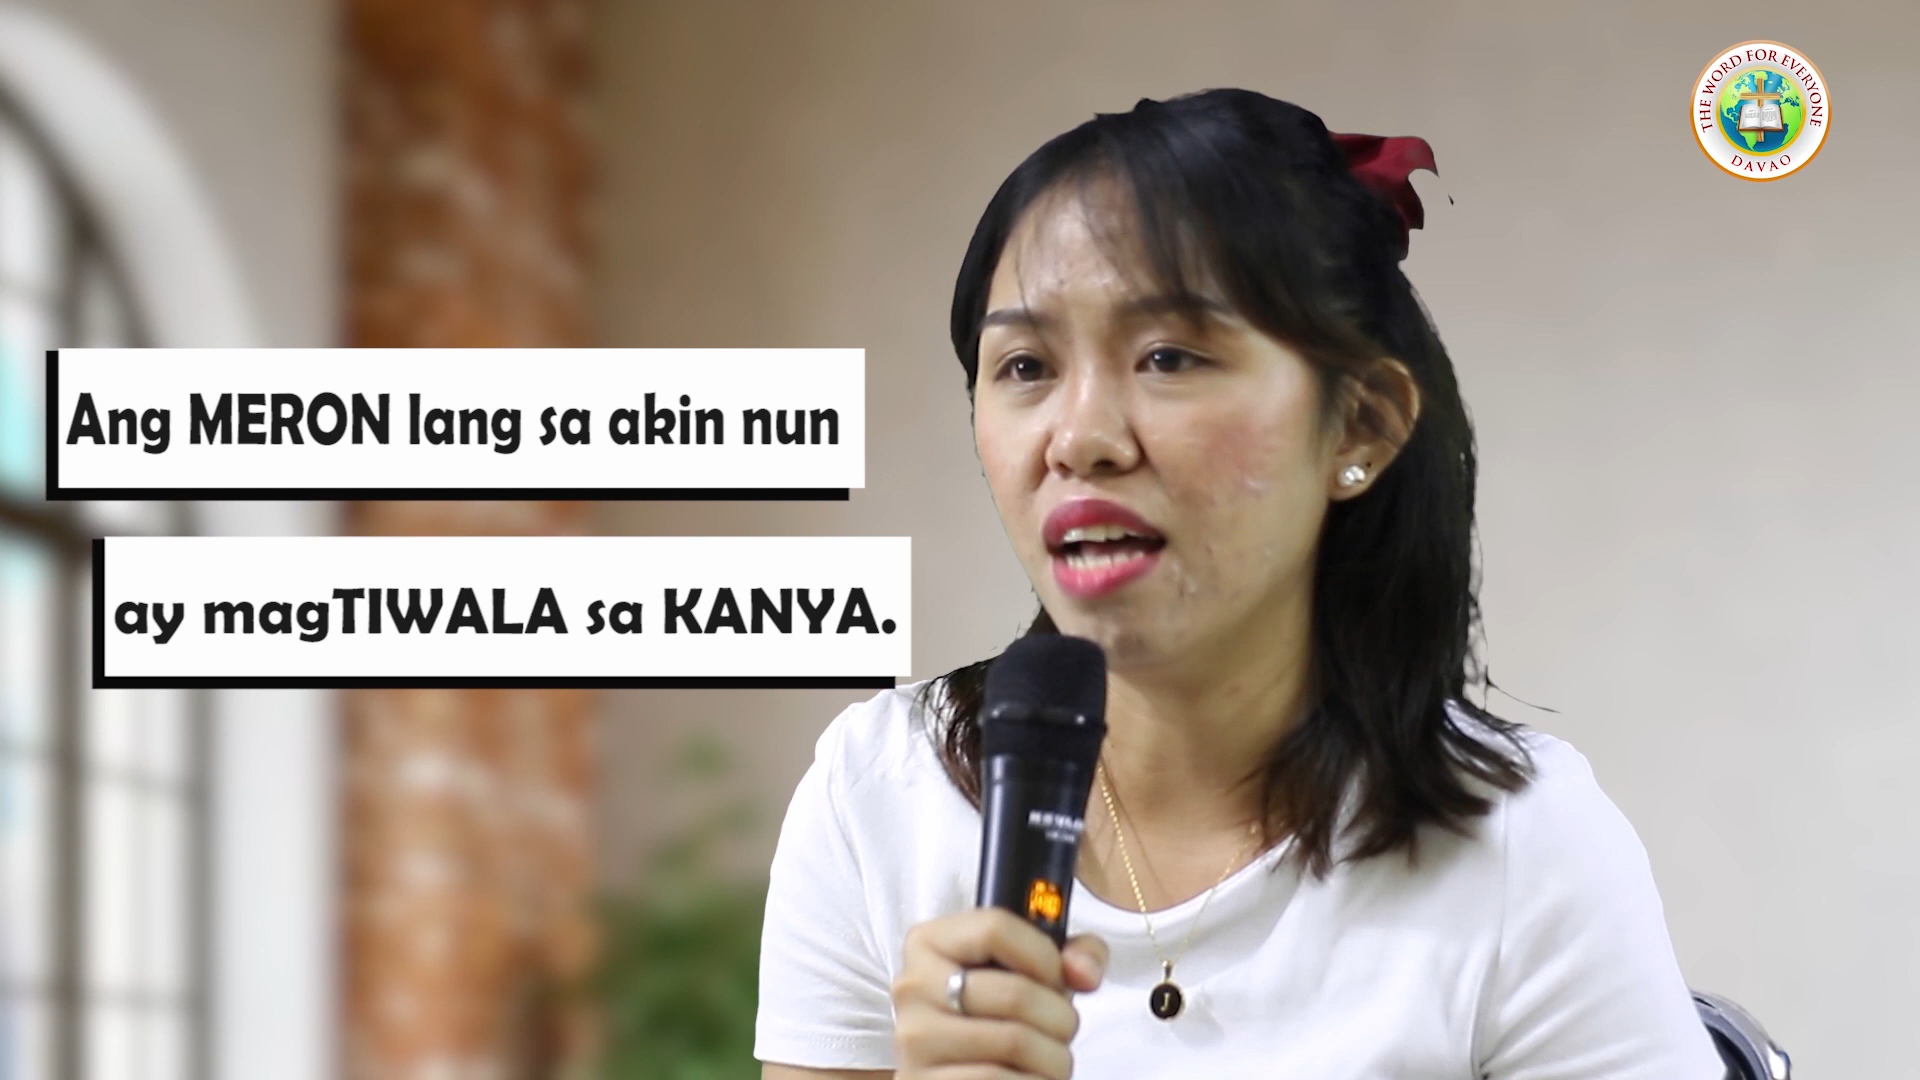 THE WORD FOR EVERYONE
DAVAO
Ang MERON lang sa akin nun
ay magTIWALA sa KANYA.
J